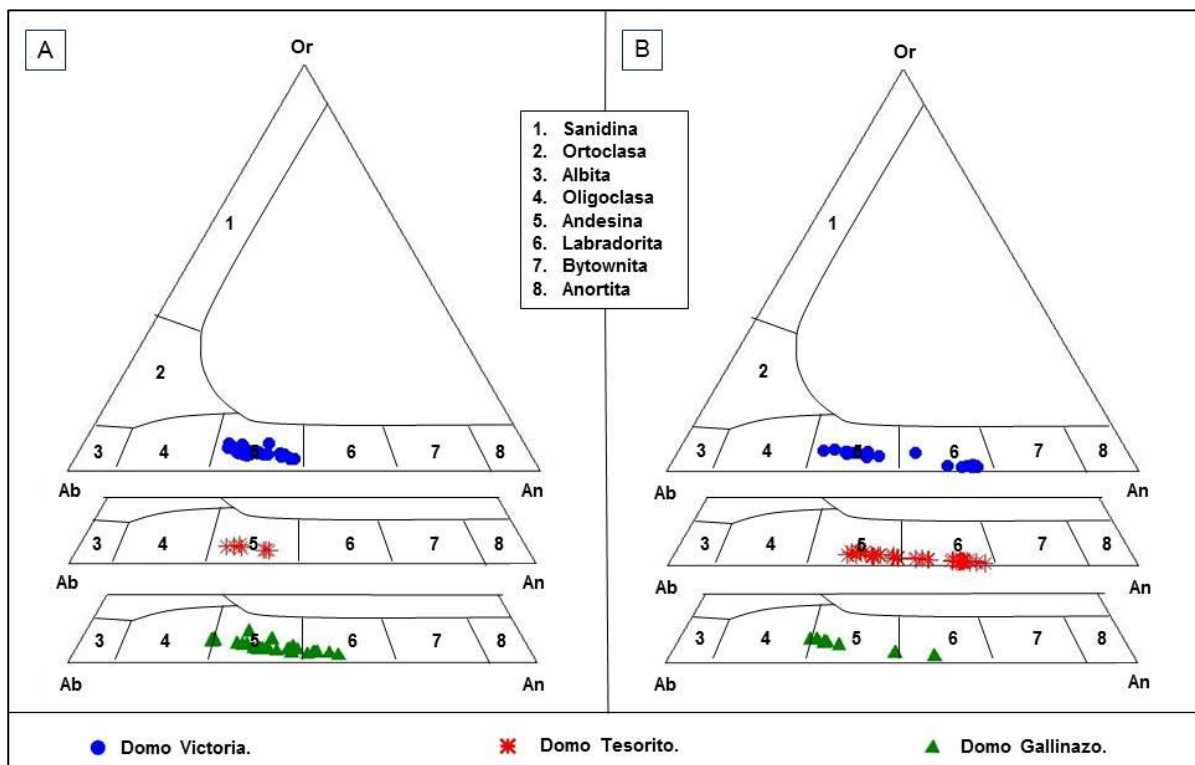 A
B
Or
Or
1. Sanidina
2. Ortoclasa
3. Albita
4. Oligoclasa
5. Andesina
6. Labradorita
7. Bytownita
8. Anortita
1
1
2
2
3 4 5 6 7 8
3 4 5 6 7 8
Ab An
Ab An
3 4 5 6 7 8
3 4 5 6 7 8
Ab An
Ab An
3 4 5 6 7 8
3 4 5 6 7 8
Ab An
Ab An
Domo Victoria.
Domo Tesorito.
Domo Gallinazo.